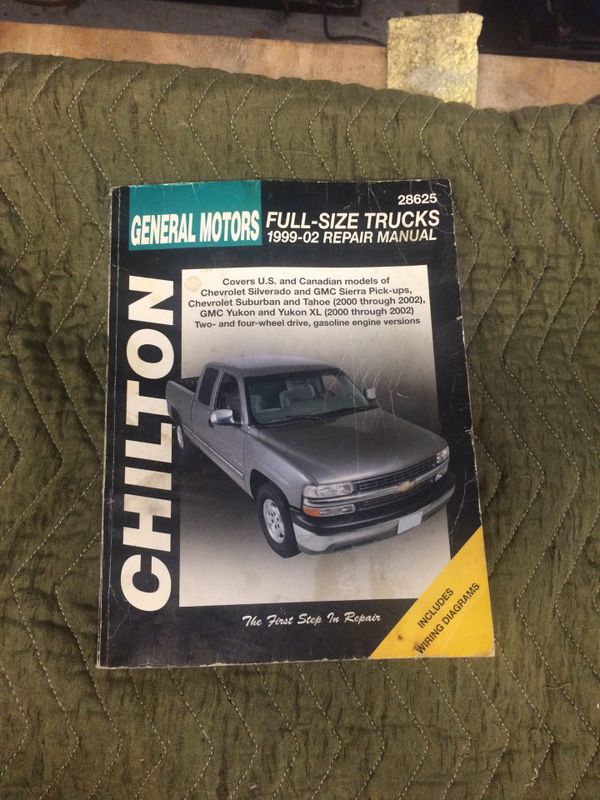 28625
GENERAL MOTORS FULL-SIZE TRUCKS
1999-02 REPAIR MANUAL
CHILTON
Covers U.S. and Canadian models of
Chevrolet Silverado and GMC Sierra Pick-ups,
Chevrolet Suburban and Tahoe (2000 through 2002),
GMC Yukon and Yukon XL (2000 through 2002)
Two- and four-wheel drive, gasoline engine versions
The First Step In Repair
INCLUDES
WIRING DIAGRAMS